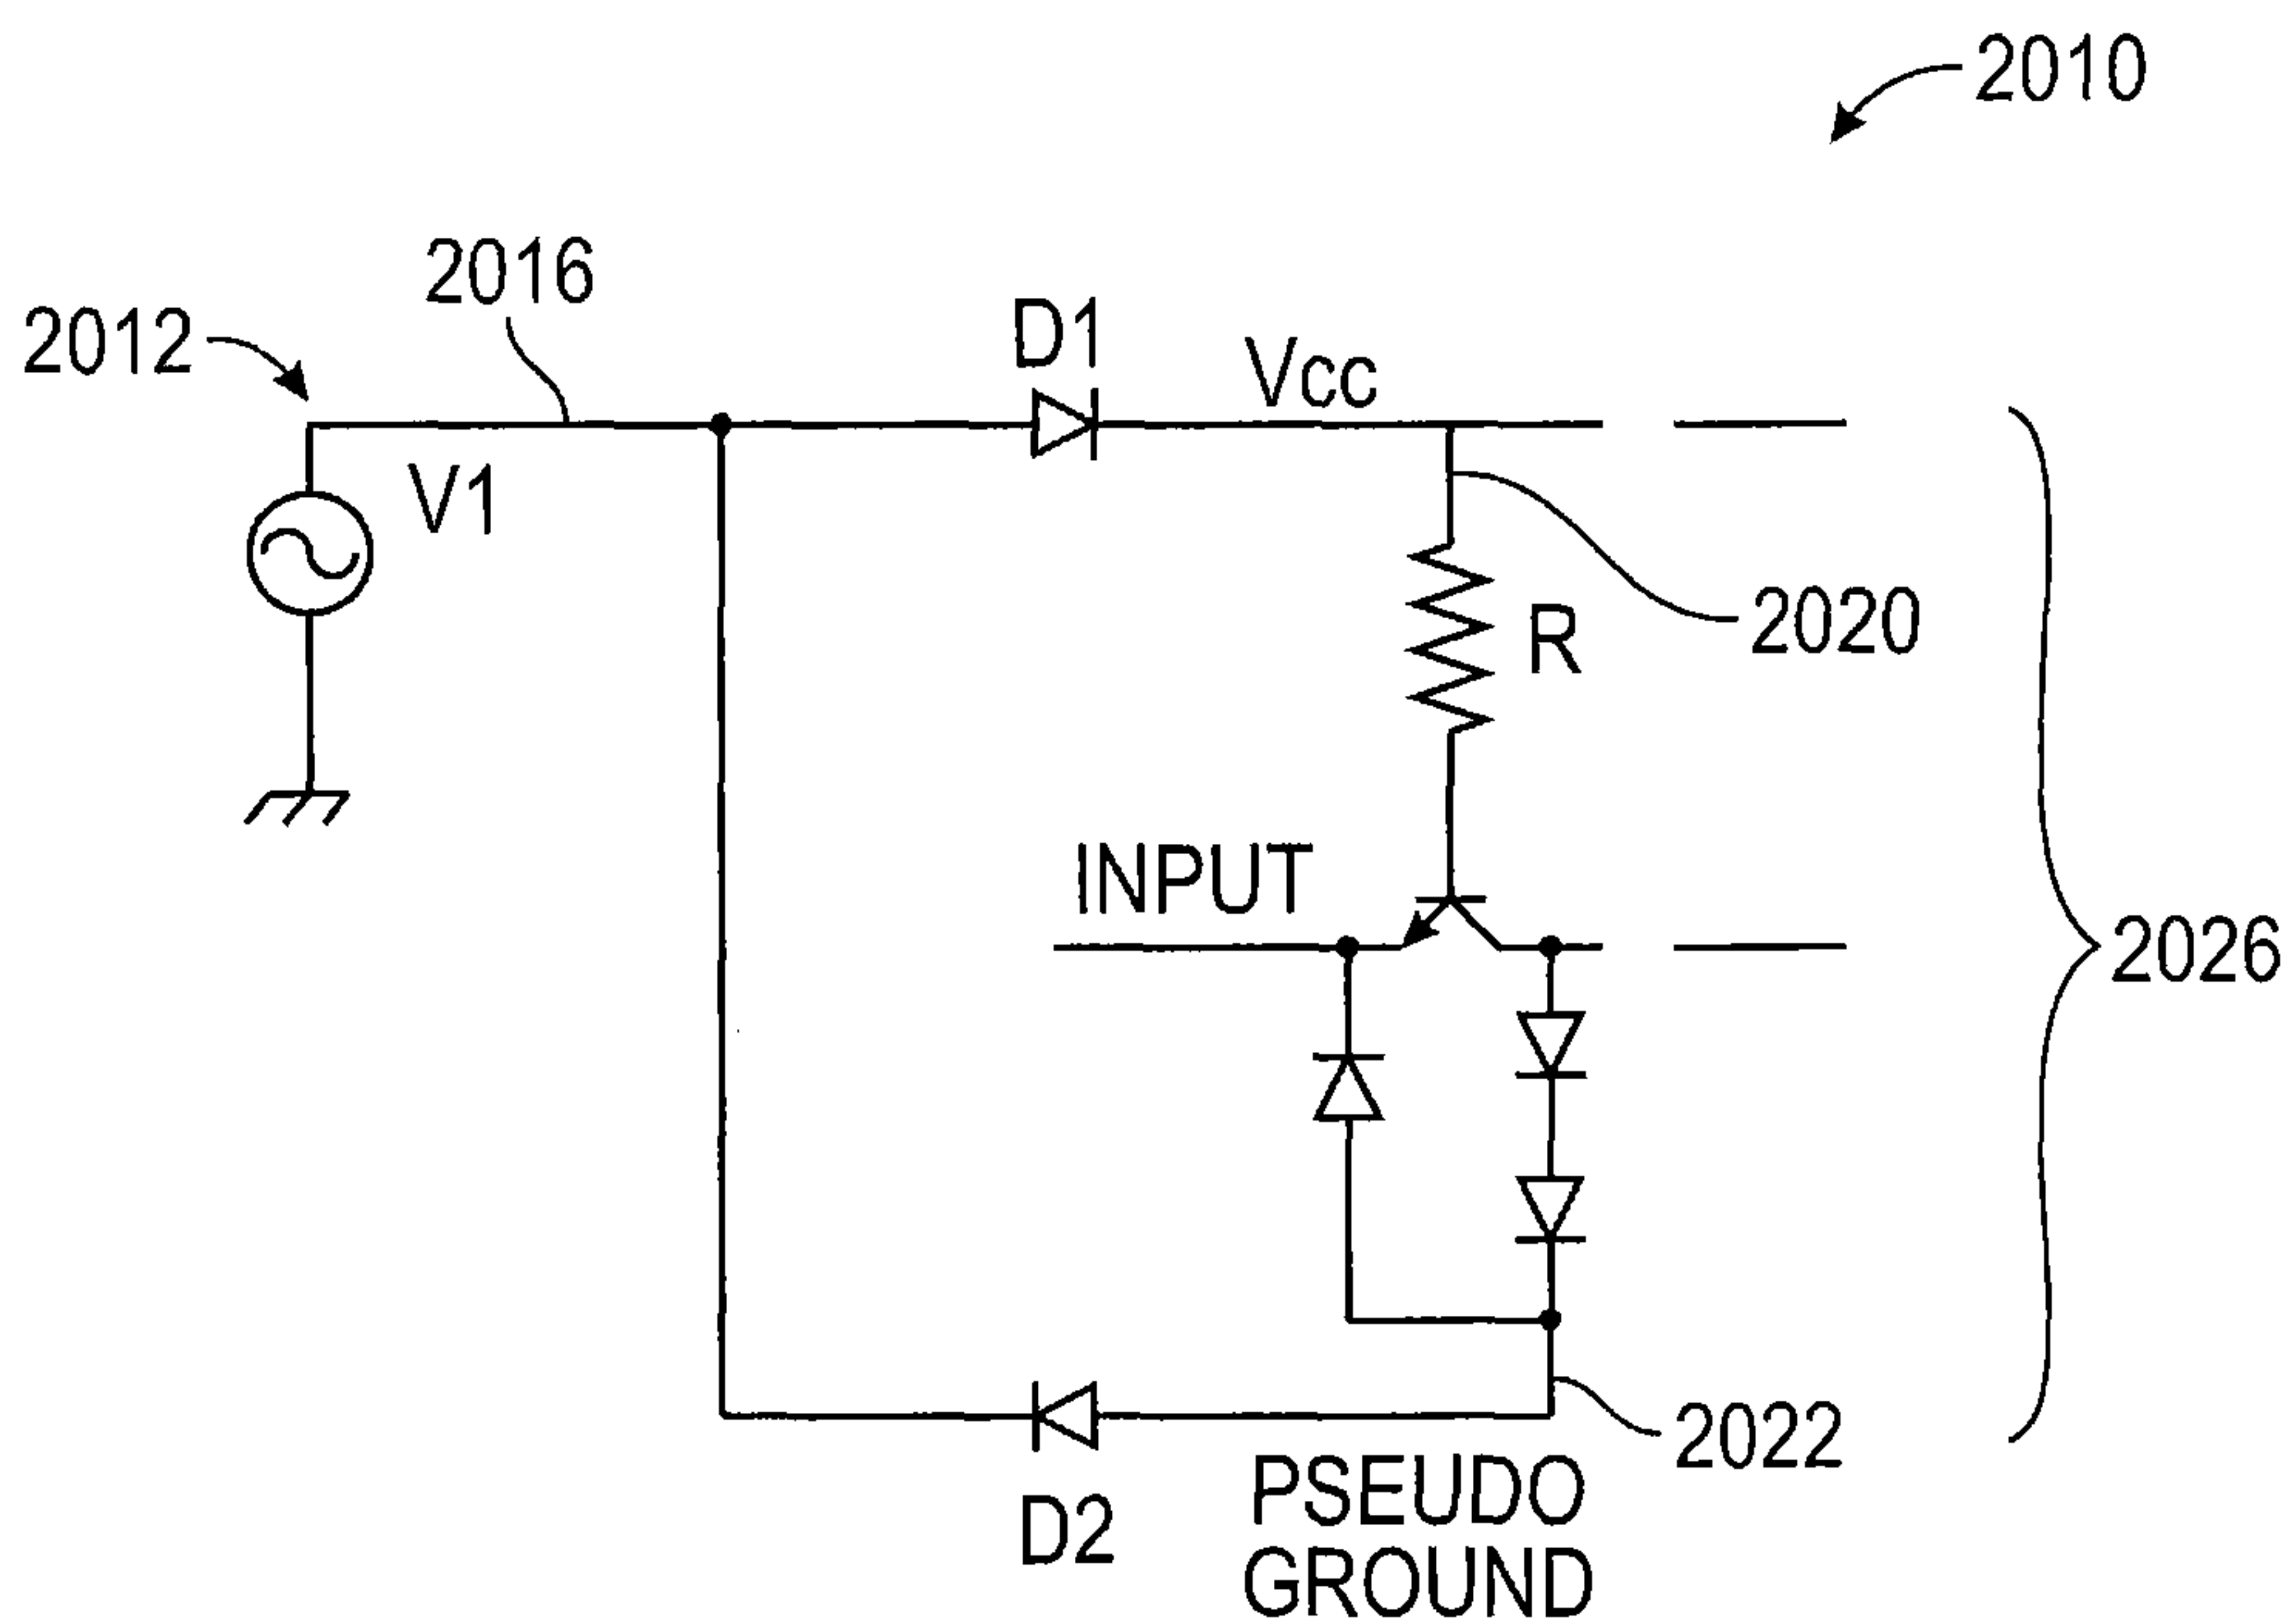 2010
2016
2012
D1
Vcc
V1
2020
R
INPUT
2026
2022
PSEUDO
GROUND
D2